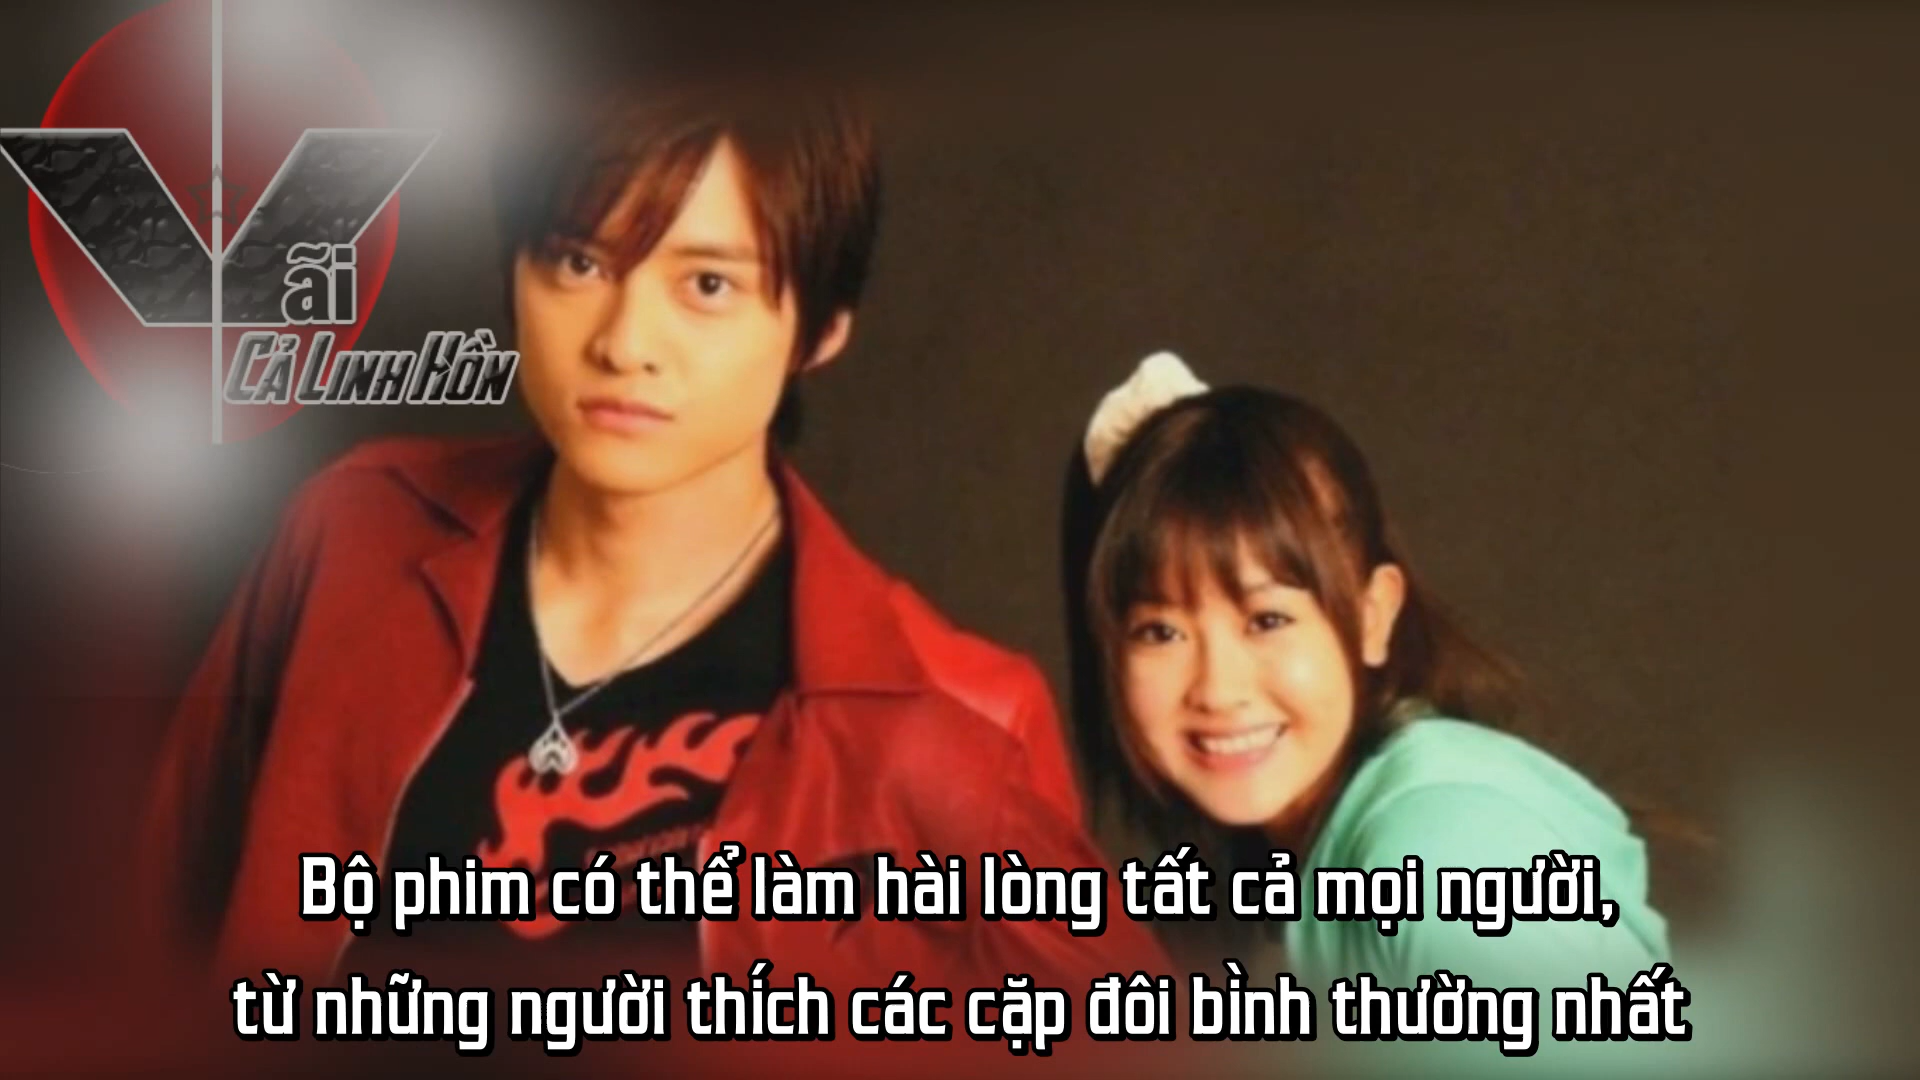 Vãi
Cả Linh Hồn
Bộ phim có thể làm hài lòng tất cả mọi người,
từ những người thích các cặp đôi bình thường nhất